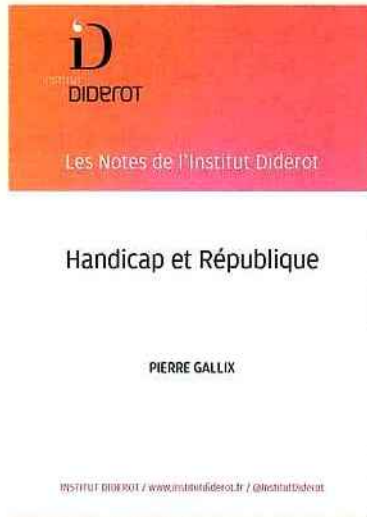 INSTITUT
DIDEROT
Les Notes de l'Institut Diderot
Handicap et République
PIERRE GALLIX
INSTITUT DIDEROT / www.institutdiderot.fr / @InstitutDiderot